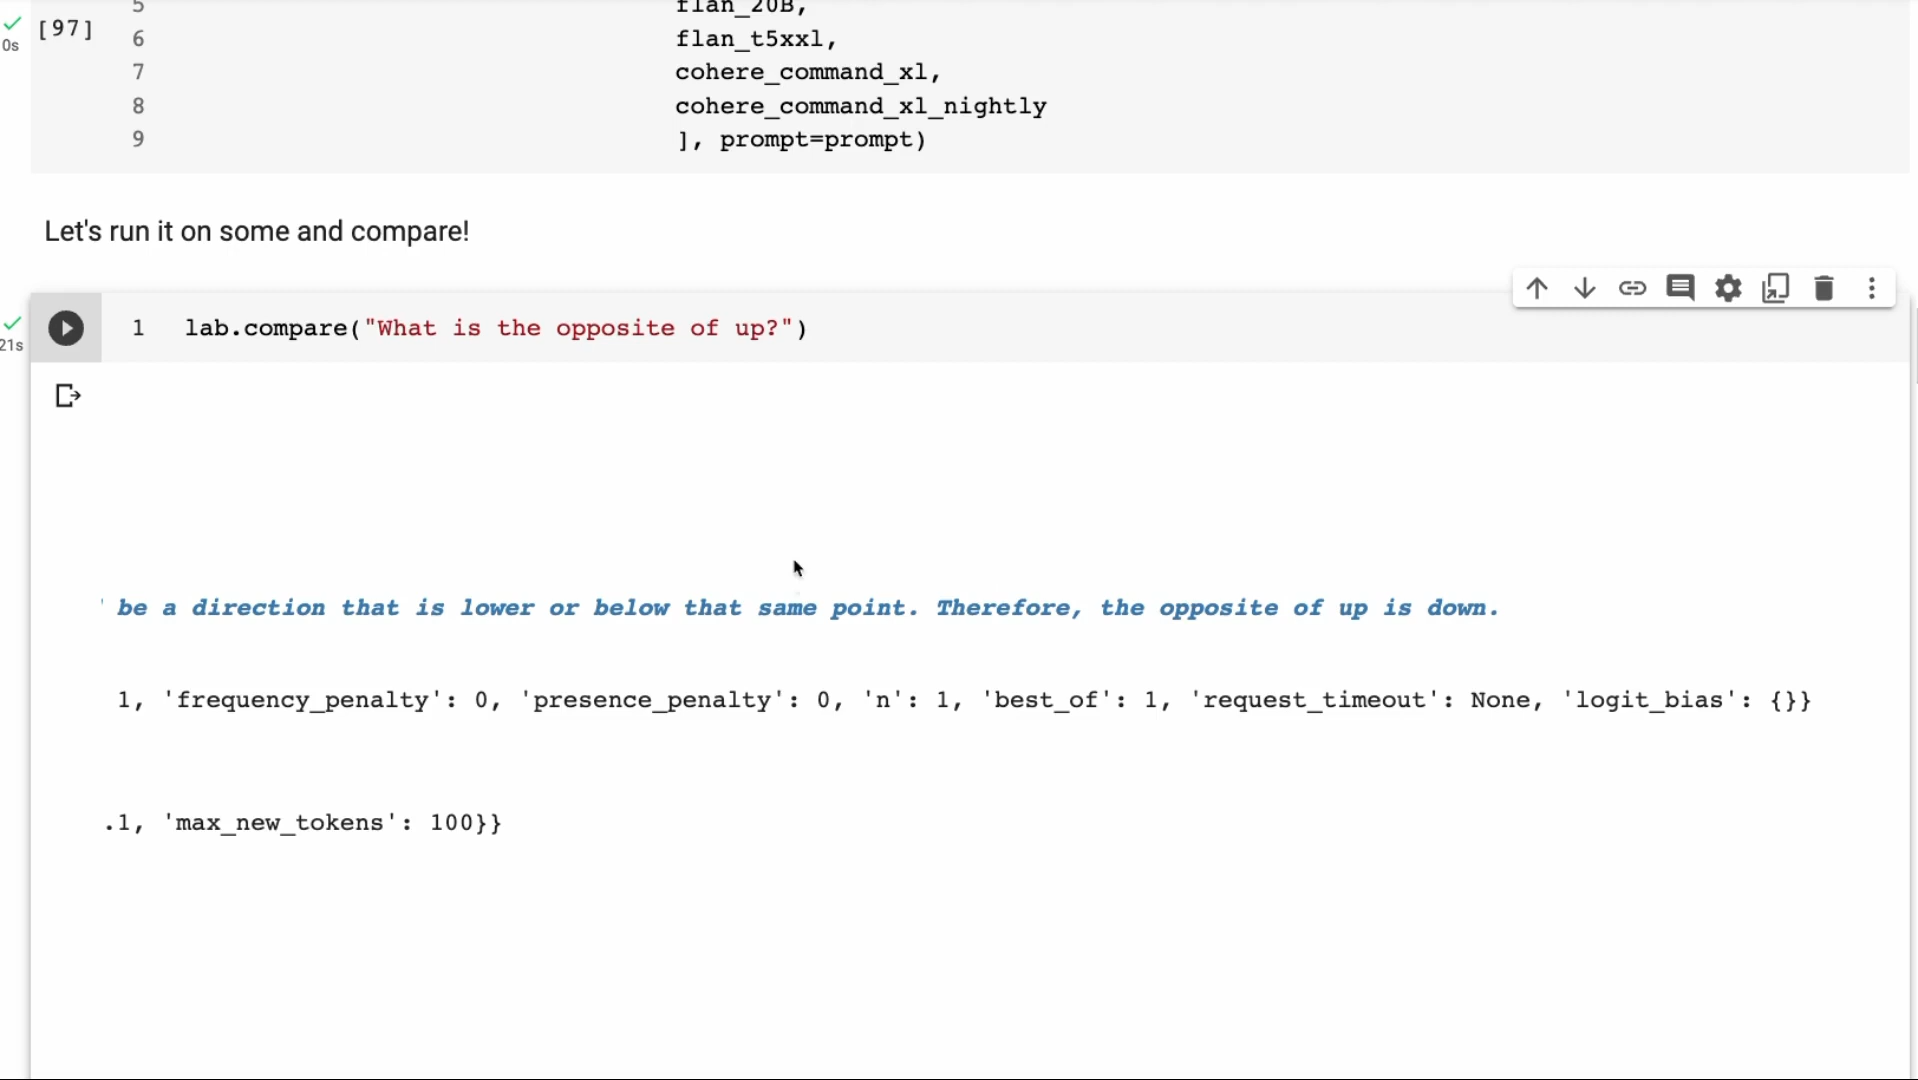 5 flan_20B,
[97] 6 flan_t5xxl,
0s
7 cohere_command_xl,
8 cohere_command_xl_nightly
9 ], prompt=prompt)
Let's run it on some and compare!
1 lab.compare("What is the opposite of up?")
21s
be a direction that is lower or below that same point. Therefore, the opposite of up is down.
1, 'frequency_penalty': 0, 'presence_penalty': 0, 'n': 1, 'best_of': 1, 'request_timeout': None, 'logit_bias': {}}
.1, 'max_new_tokens': 100}}